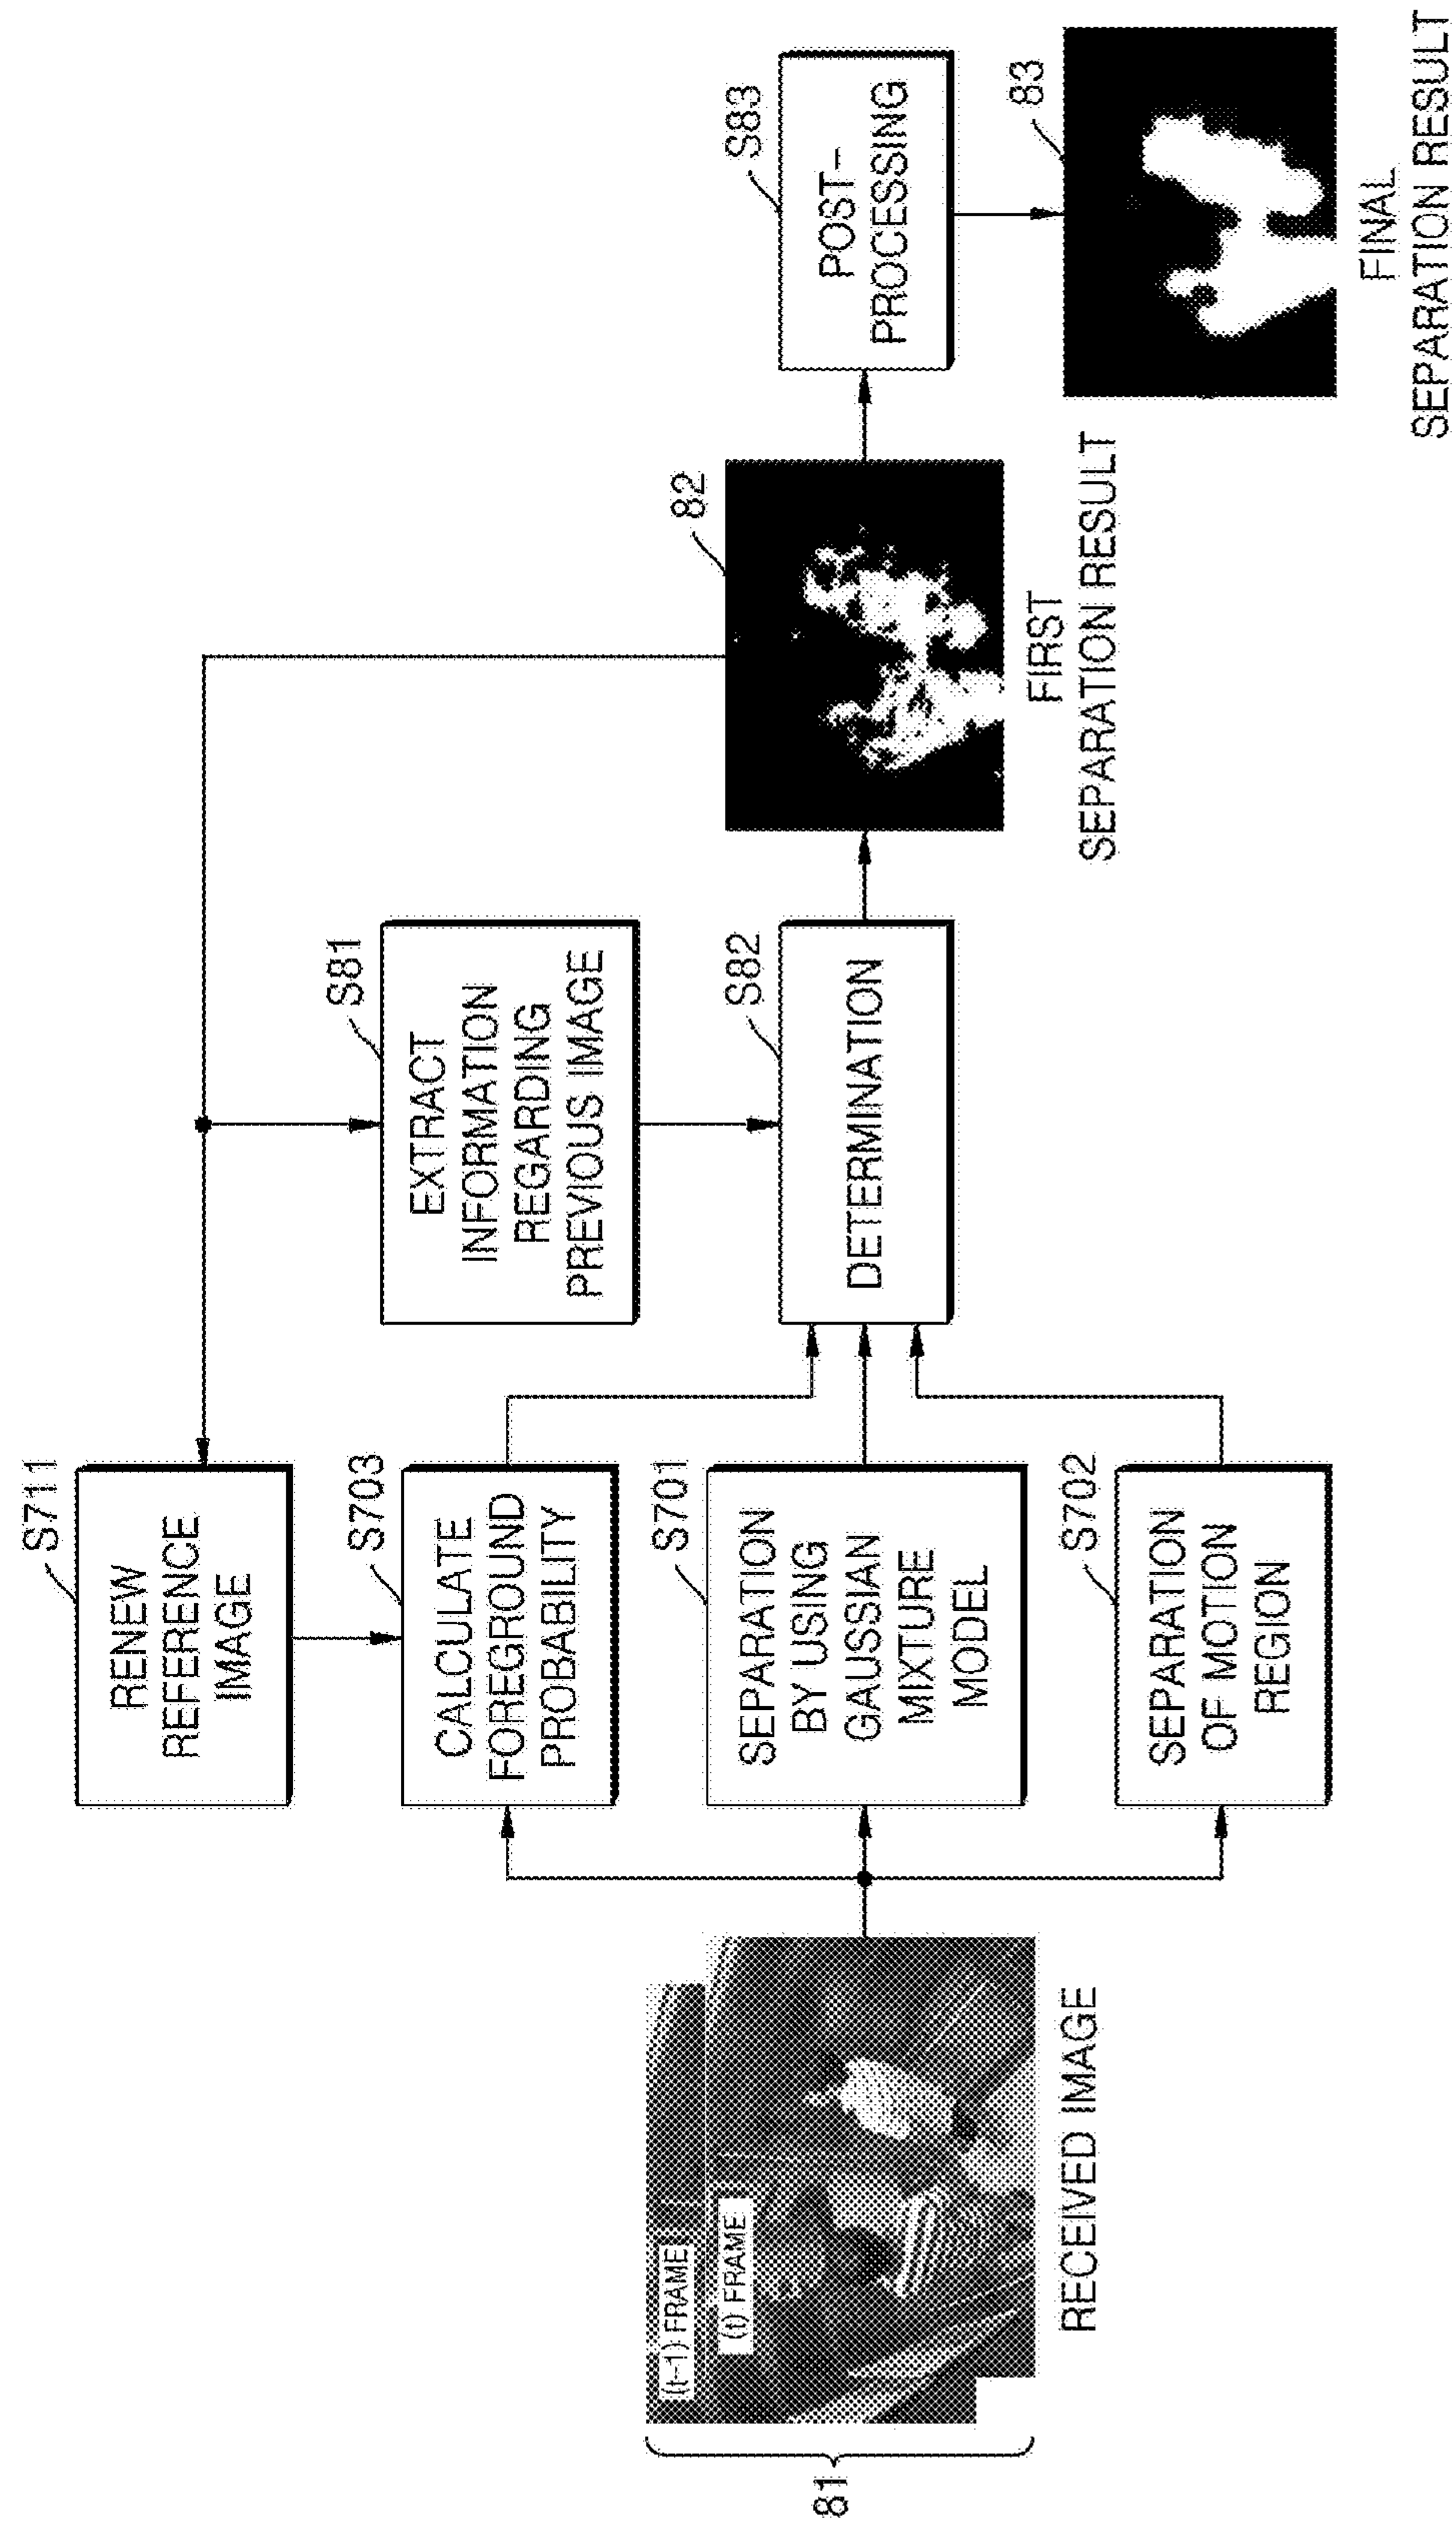 S711
RENEW
REFERENCE
IMAGE
S703
CALCULATE
FOREGROUND
PROBABILITY
S701
SEPARATION
BY USING
GAUSSIAN
MIXTURE
MODEL
S702
SEPARATION
OF MOTION
REGION
81
(t-1) FRAME
(t) FRAME
RECEIVED IMAGE
S81
EXTRACT
INFORMATION
REGARDING
PREVIOUS IMAGE
S82
DETERMINATION
82
FIRST
SEPARATION RESULT
S83
POST-
PROCESSING
83
FINAL
SEPARATION RESULT